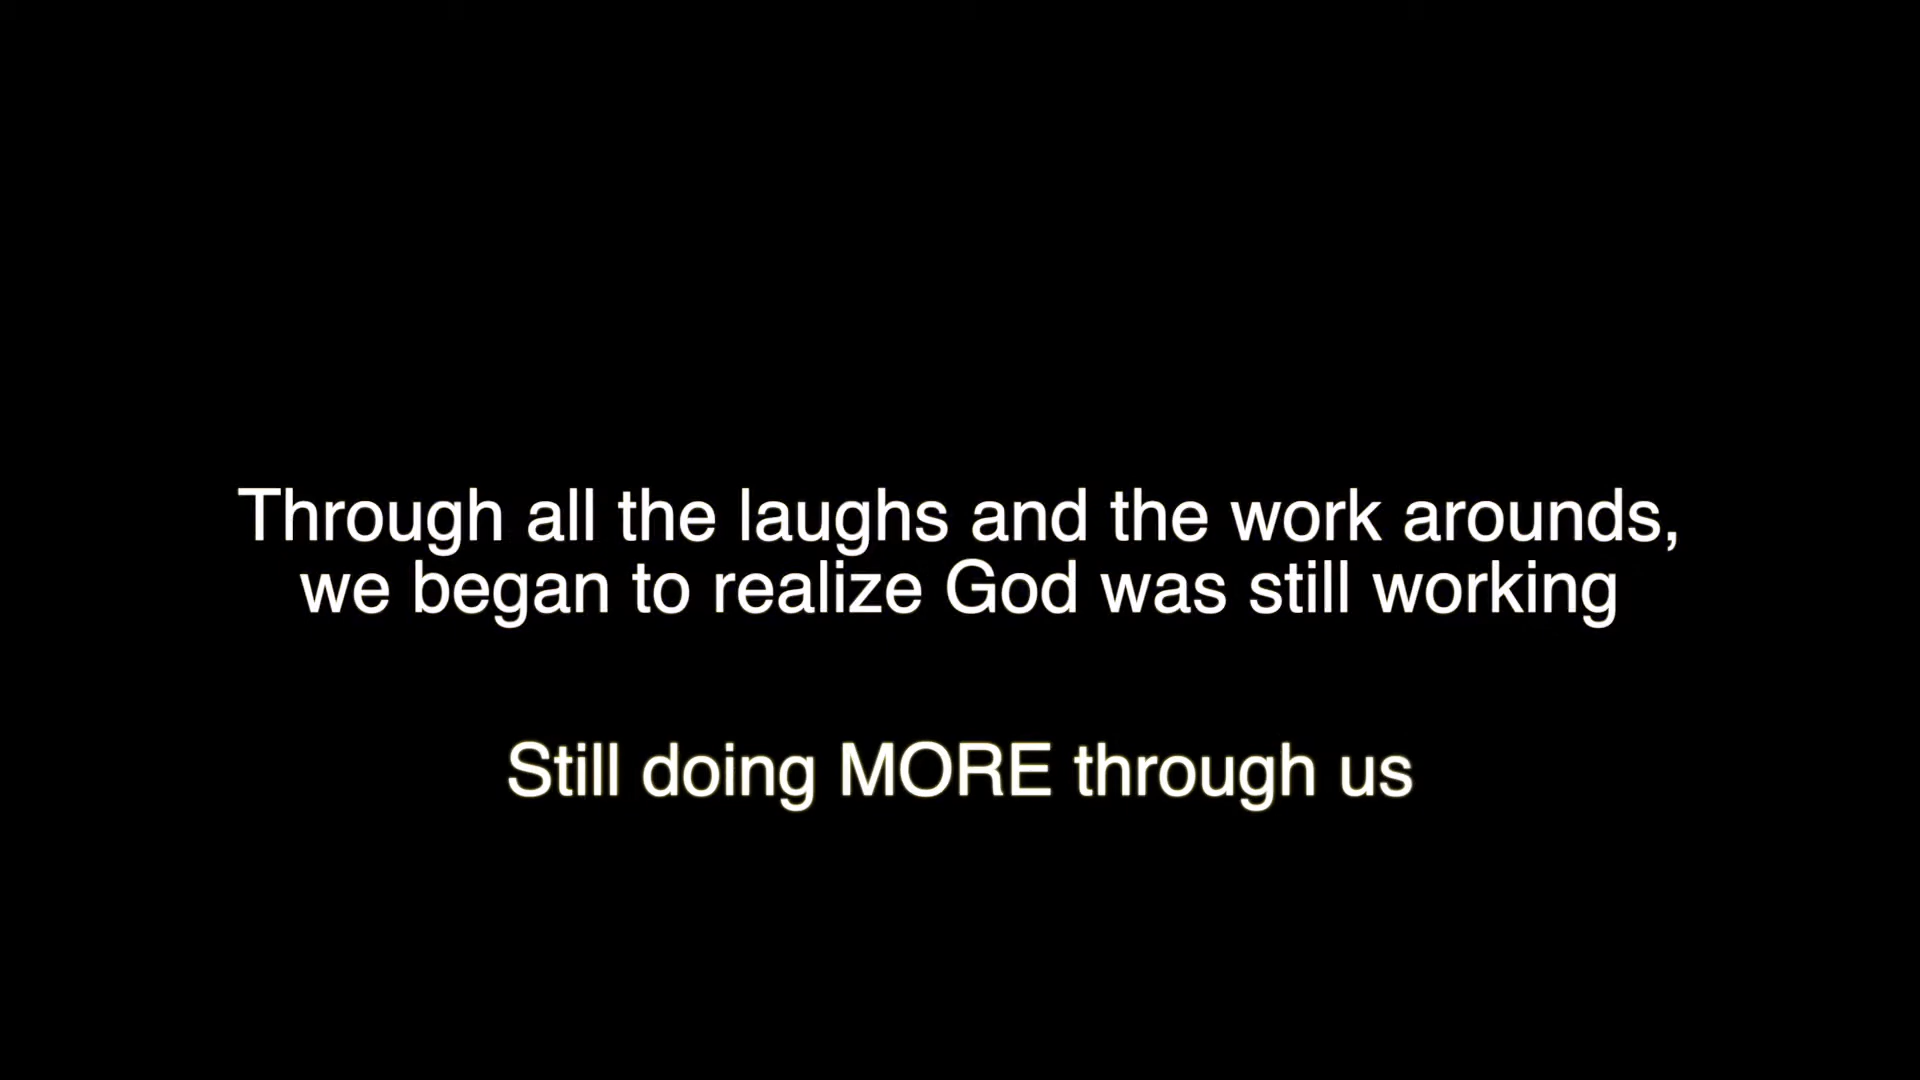 Through all the laughs and the work arounds,
we began to realize God was still working
Still doing MORE through us